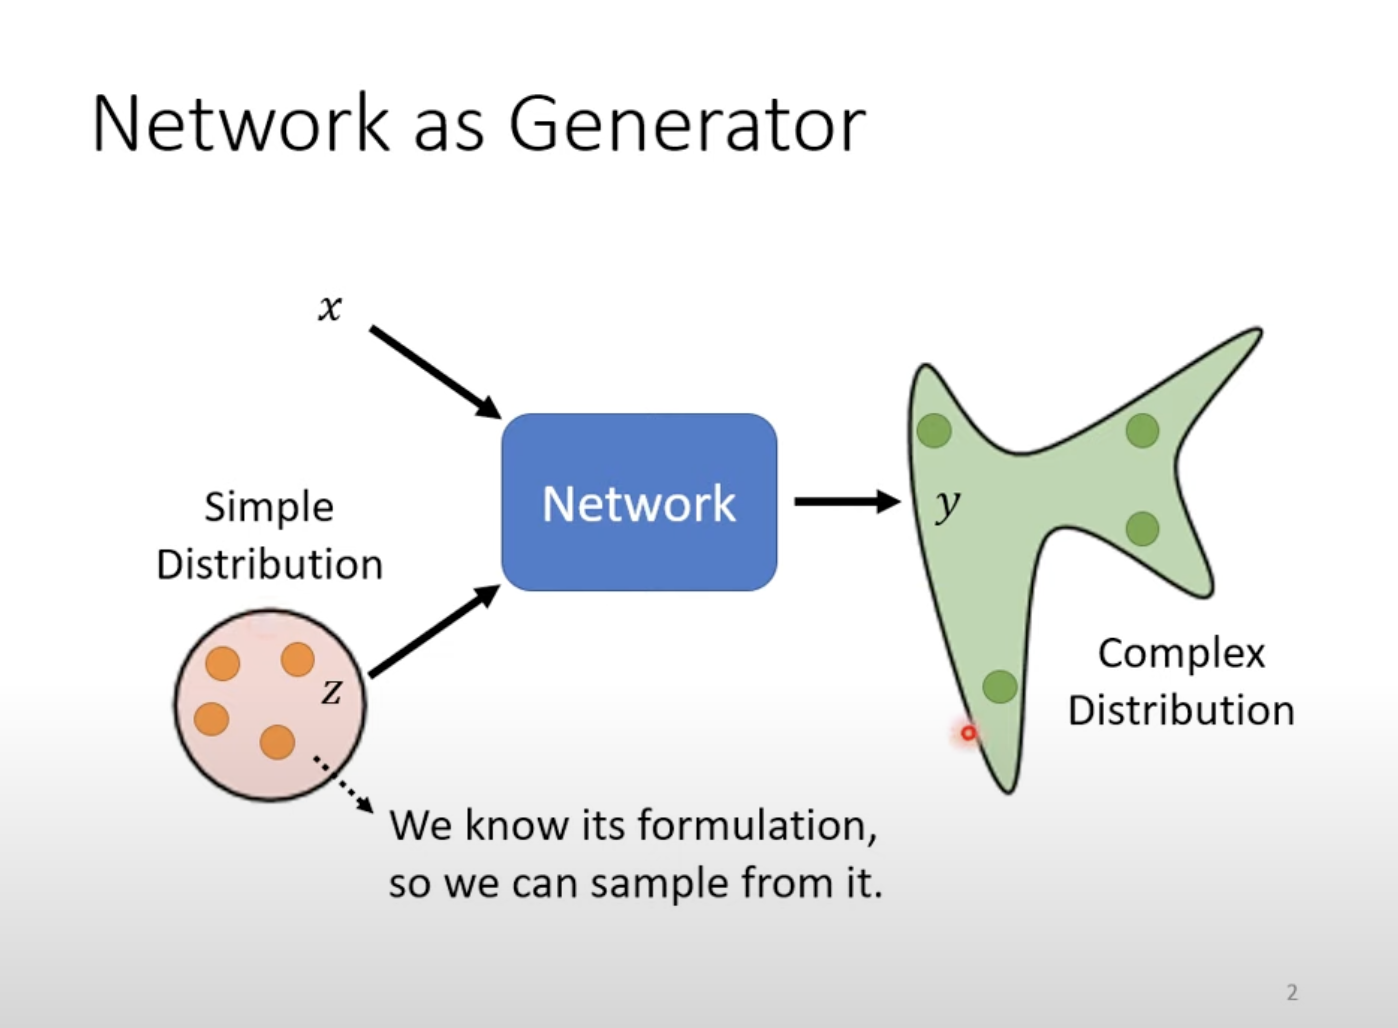 Network as Generator
x
Simple
Distribution
z
Network
y
Complex
Distribution
We know its formulation,
so we can sample from it.
2